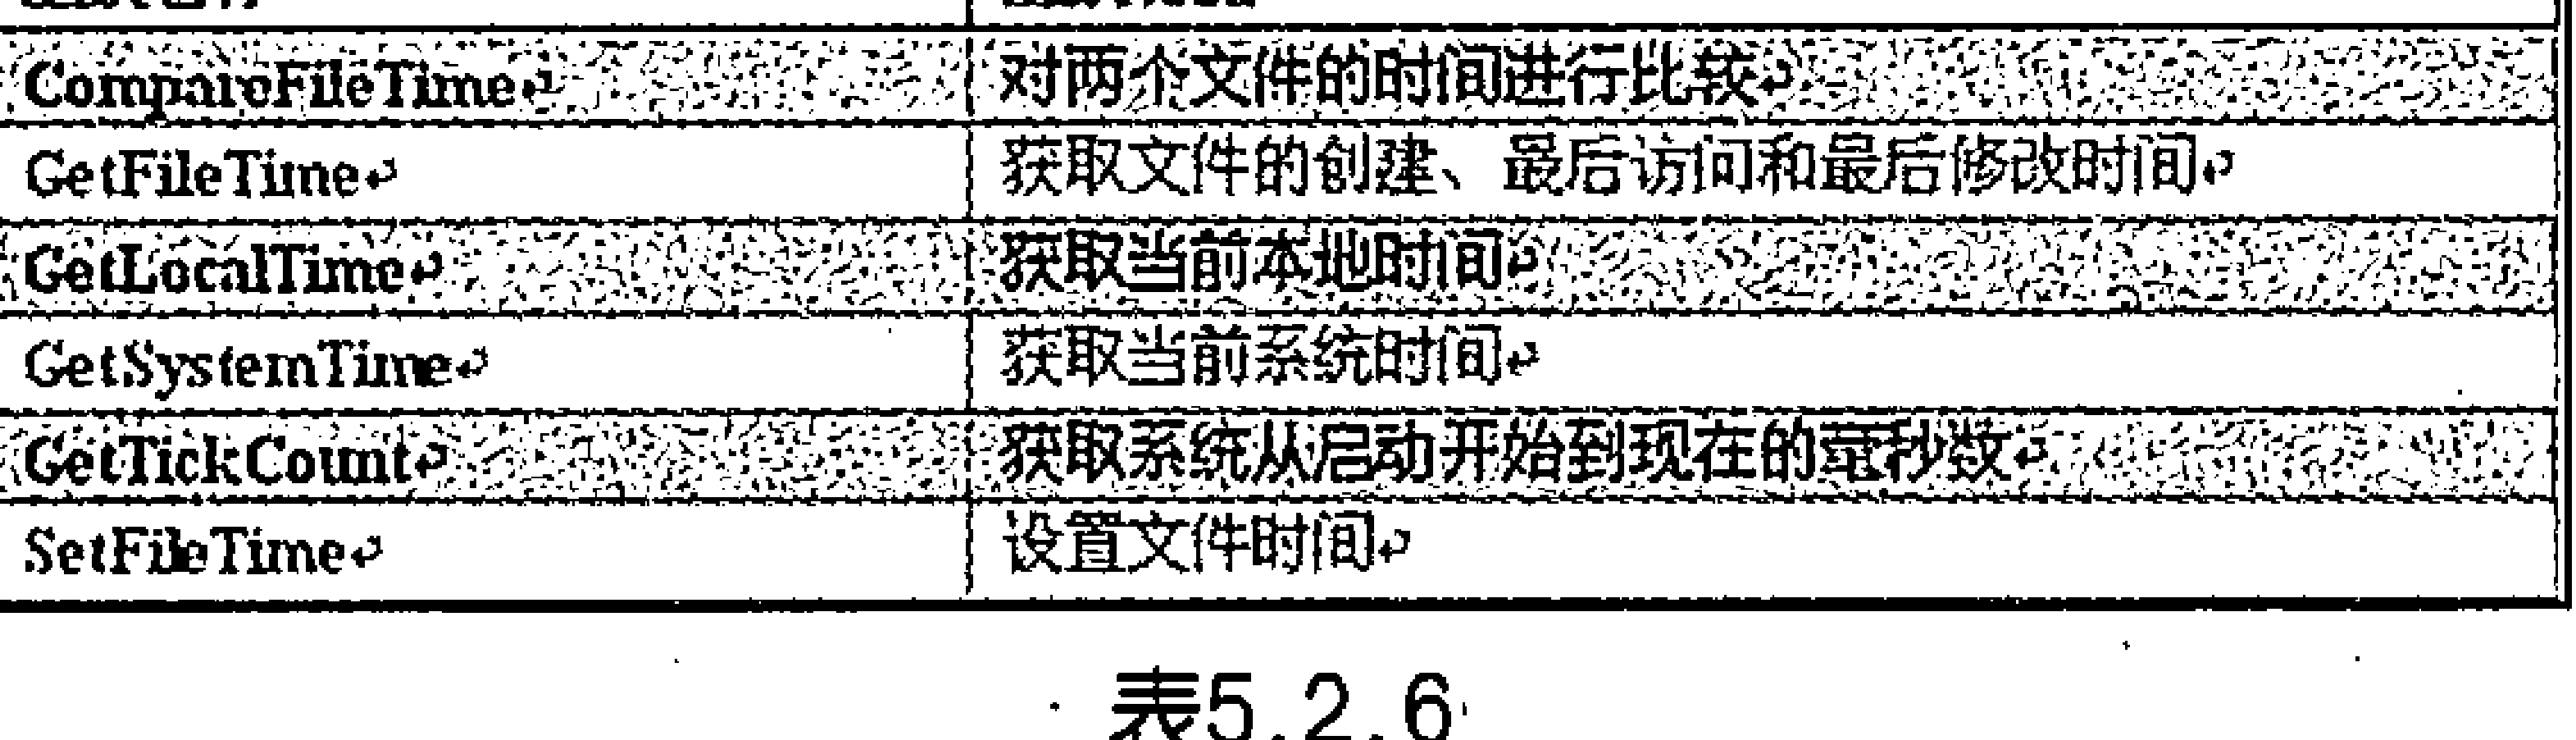 CompareFileTime 对两个文件的时间进行比较
GetFileTime 获取文件的创建、最后访问和最后修改时间
GetLocalTime 获取当前本地时间
GetSystemTime 获取当前系统时间
GetTickCount 获取系统从启动开始到现在的毫秒数
SetFileTime 设置文件时间
表5.2.6